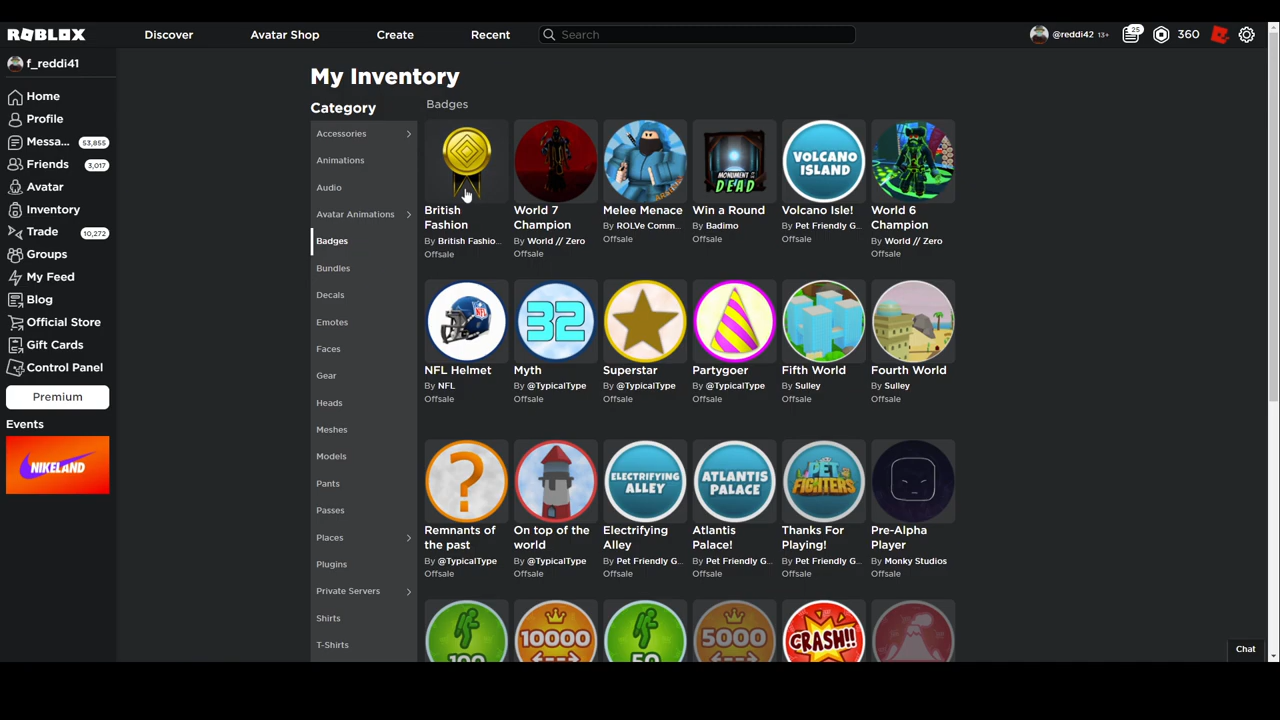 ROBLOX
Discover
Avatar Shop
Create
Recent
Search
@reddi42 13+
25
360
f_reddi41
Home
Profile
Messa... 53,855
Friends 3,017
Avatar
Inventory
Trade 10,272
Groups
My Feed
Blog
Official Store
Gift Cards
Control Panel
Premium
Events
NIKELAND
My Inventory
Category
Accessories
Animations
Audio
Avatar Animations
Badges
Bundles
Decals
Emotes
Faces
Gear
Heads
Meshes
Models
Pants
Passes
Places
Plugins
Private Servers
Shirts
T-Shirts
Badges
British
Fashion
By British Fashio...
Offsale
World 7
Champion
By World // Zero
Offsale
Melee Menace
By ROLVe Comm...
Offsale
MONUMENT OF THE
DEAD
Win a Round
By Badimo
Offsale
VOLCANO
ISLAND
Volcano Isle!
By Pet Friendly G...
Offsale
World 6
Champion
By World // Zero
Offsale
NFL
NFL Helmet
By NFL
Offsale
32
Myth
By @TypicalType
Offsale
Superstar
By @TypicalType
Offsale
Partygoer
By @TypicalType
Offsale
Fifth World
By Sulley
Offsale
Fourth World
By Sulley
Offsale
?
Remnants of
the past
By @TypicalType
Offsale
On top of the
world
By @TypicalType
Offsale
ELECTRIFYING
ALLEY
Electrifying
Alley
By Pet Friendly G...
Offsale
ATLANTIS
PALACE
Atlantis
Palace!
By Pet Friendly G...
Offsale
PET
FIGHTERS
Thanks For
Playing!
By Pet Friendly G...
Offsale
Pre-Alpha
Player
By Monky Studios
Offsale
100
10000
50
5000
CRASH!!
Chat